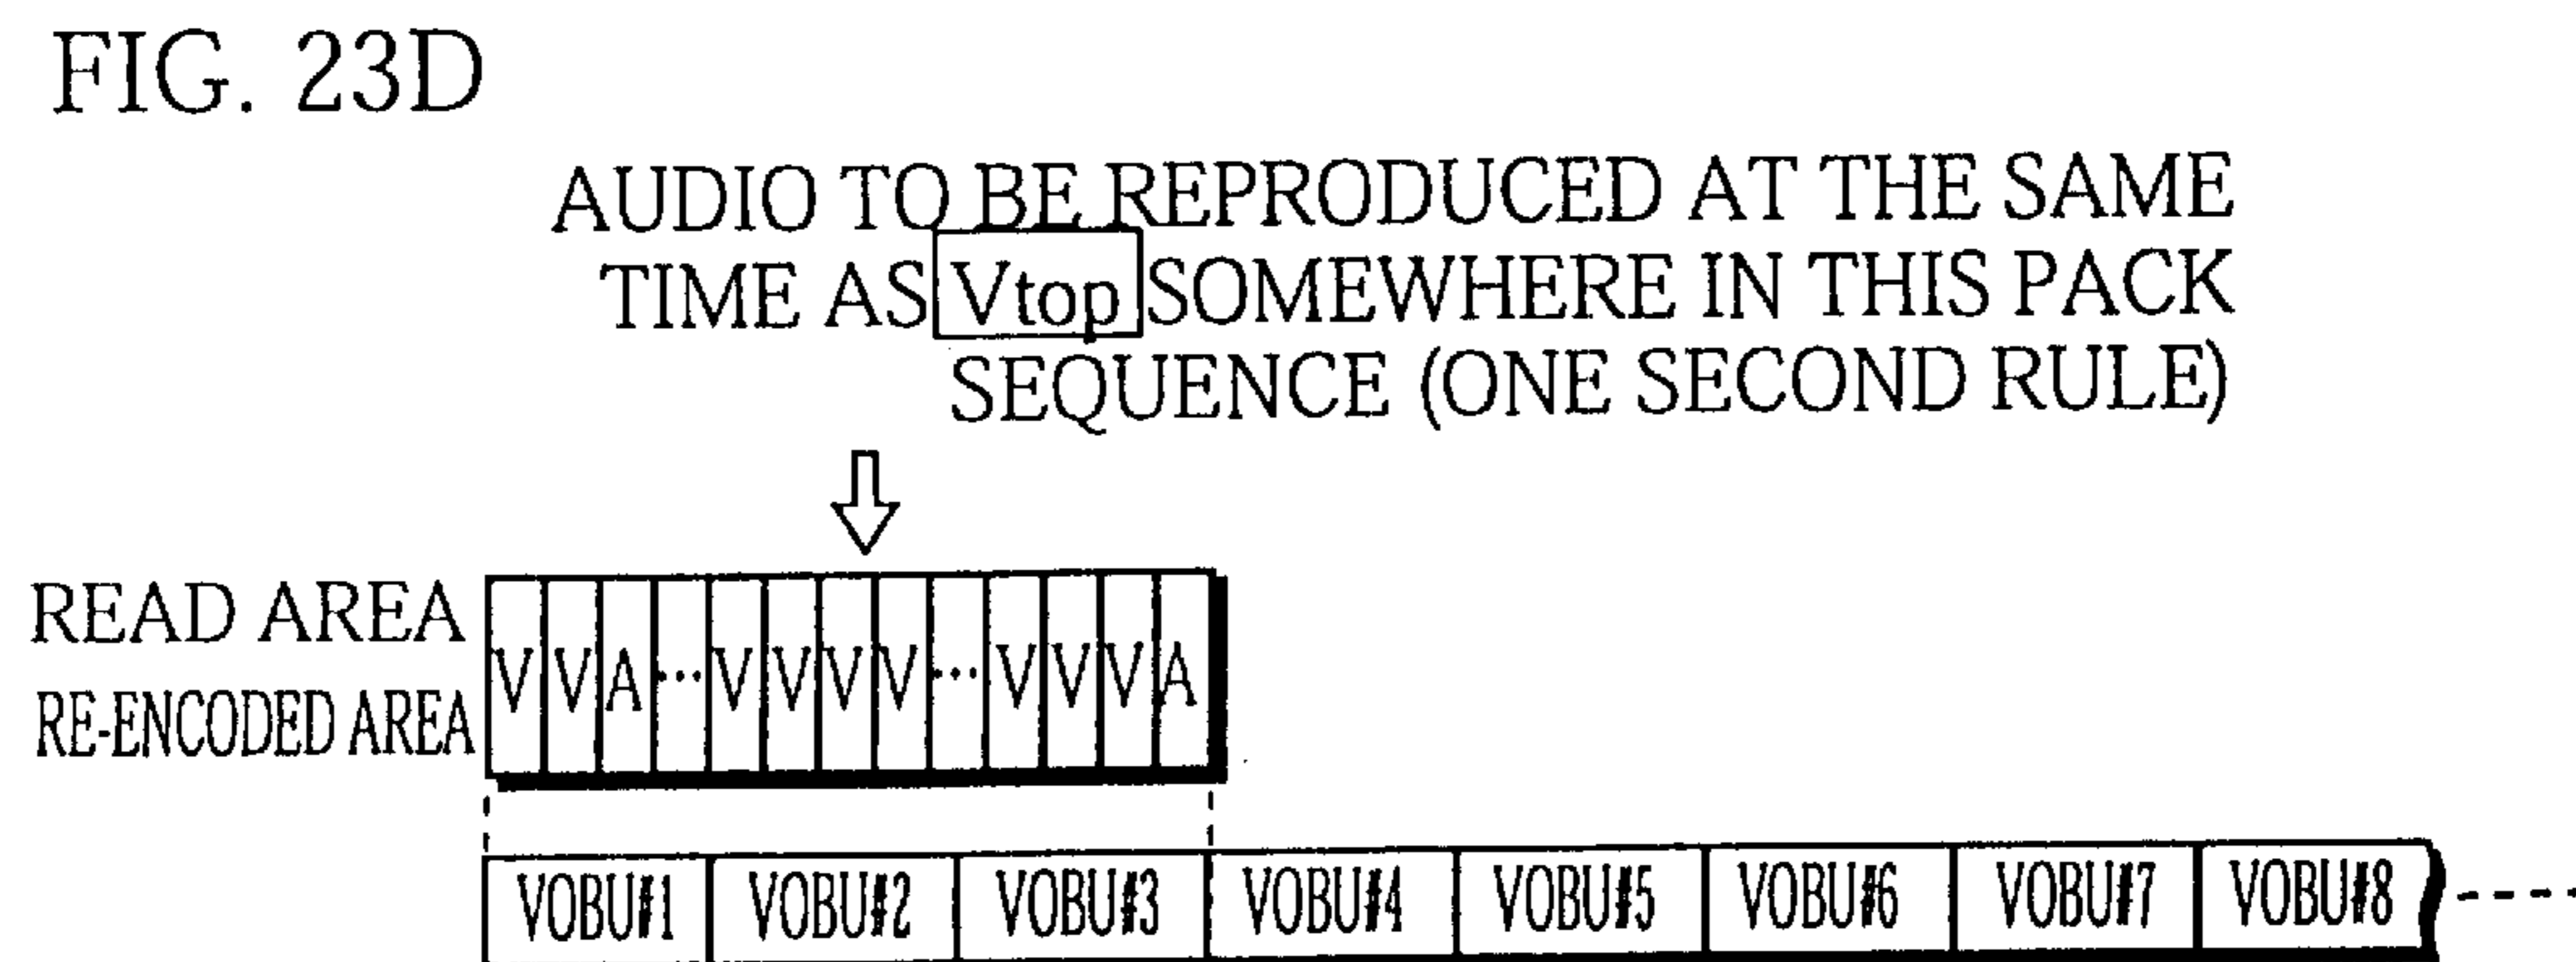 FIG. 23D
AUDIO TO BE REPRODUCED AT THE SAME
TIME AS Vtop SOMEWHERE IN THIS PACK
SEQUENCE (ONE SECOND RULE)
READ AREA
RE-ENCODED AREA
V V A ... V V V V ... V V V A
VOBU#1 VOBU#2 VOBU#3 VOBU#4 VOBU#5 VOBU#6 VOBU#7 VOBU#8